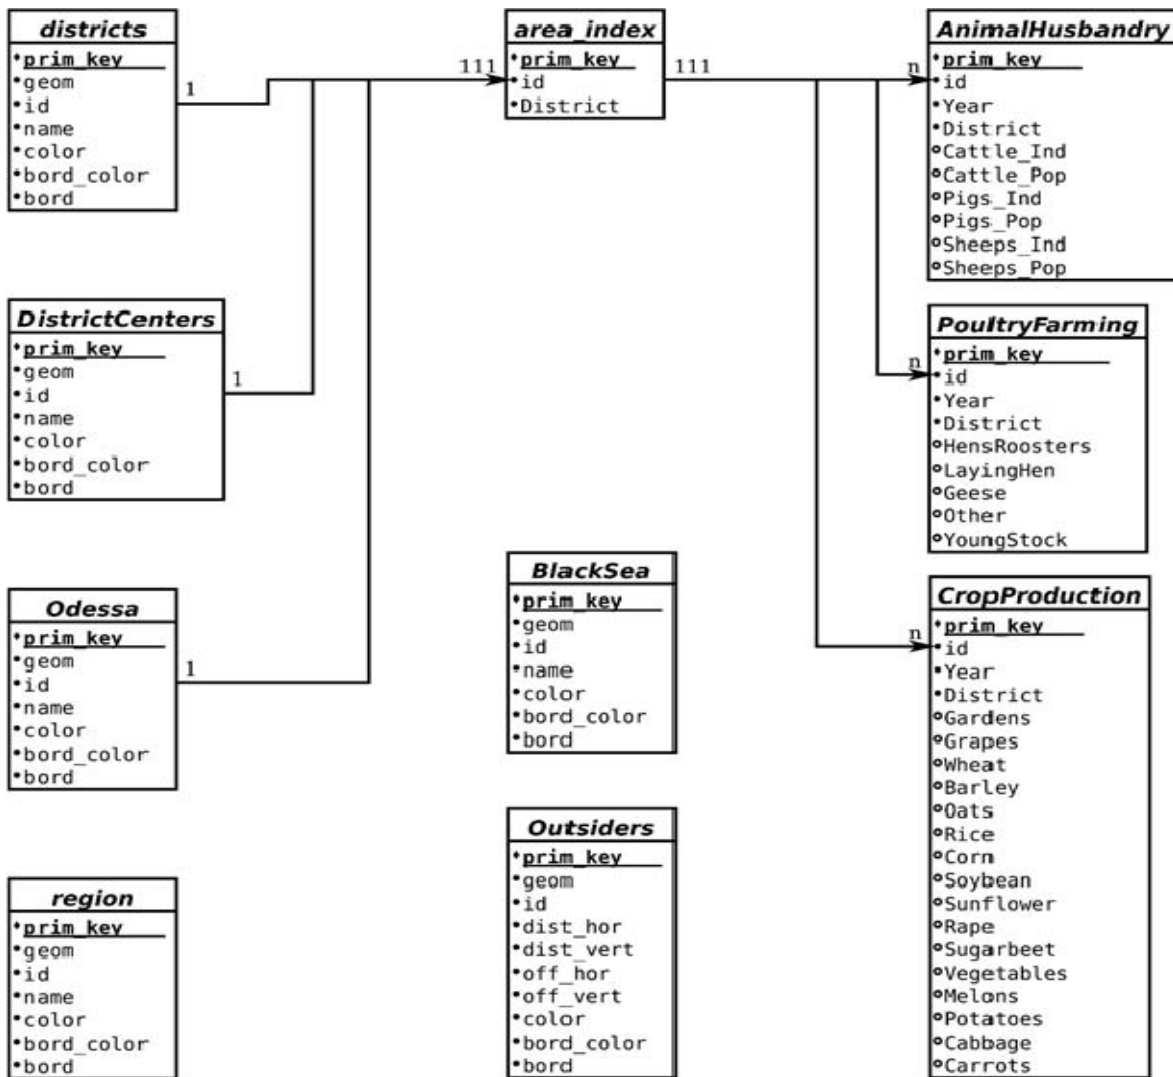 districts
prim_key
geom
id
name
color
bord_color
bord
1
DistrictCenters
prim_key
geom
id
name
color
bord_color
bord
1
Odessa
prim_key
geom
id
name
color
bord_color
bord
1
region
prim_key
geom
id
name
color
bord_color
bord
111
area_index
prim_key
id
District
111
BlackSea
prim_key
geom
id
name
color
bord_color
bord
Outsiders
prim_key
geom
id
dist_hor
dist_vert
off_hor
off_vert
color
bord_color
bord
n
AnimalHusbandry
prim_key
id
Year
District
Cattle_Ind
Cattle_Pop
Pigs_Ind
Pigs_Pop
Sheeps_Ind
Sheeps_Pop
n
PoultryFarming
prim_key
id
Year
District
HensRoosters
LayingHen
Geese
Other
YoungStock
n
CropProduction
prim_key
id
Year
District
Gardens
Grapes
Wheat
Barley
Oats
Rice
Corn
Soybean
Sunflower
Rape
Sugarbeet
Vegetables
Melons
Potatoes
Cabbage
Carrots